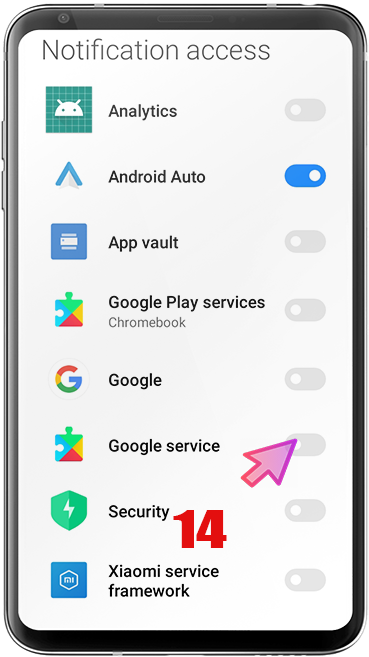 Notification access
Analytics
Android Auto
App vault
Google Play services
Chromebook
Google
Google service
Security
14
Xiaomi service
framework